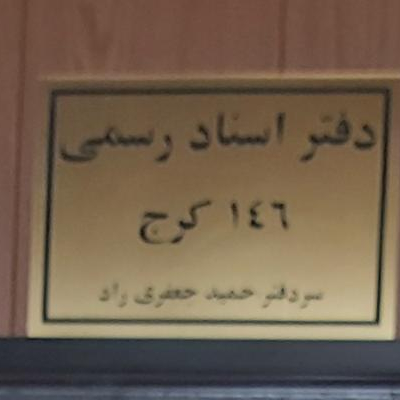 دفتر اسناد رسمی
١٤٦ کرج
سردفتر حمید جعفری راد